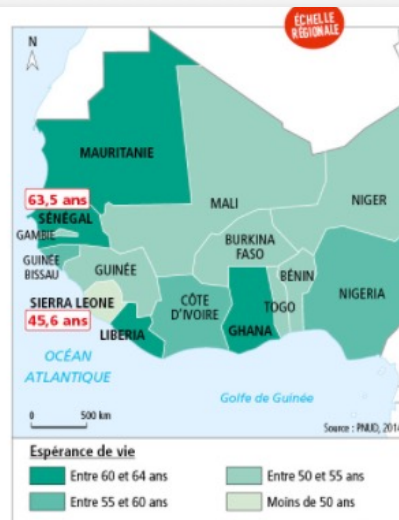 ÉCHELLE
RÉGIONALE
N
MAURITANIE
63,5 ans
SÉNÉGAL
GAMBIE
GUINÉE
BISSAU
MALI
NIGER
BURKINA
FASO
GUINÉE
BÉNIN
NIGERIA
SIERRA LEONE
45,6 ans
CÔTE
D'IVOIRE
TOGO
GHANA
LIBERIA
OCÉAN
ATLANTIQUE
Golfe de Guinée
0 500 km
Source : PNUD, 2014
Espérance de vie
Entre 60 et 64 ans
Entre 50 et 55 ans
Entre 55 et 60 ans
Moins de 50 ans